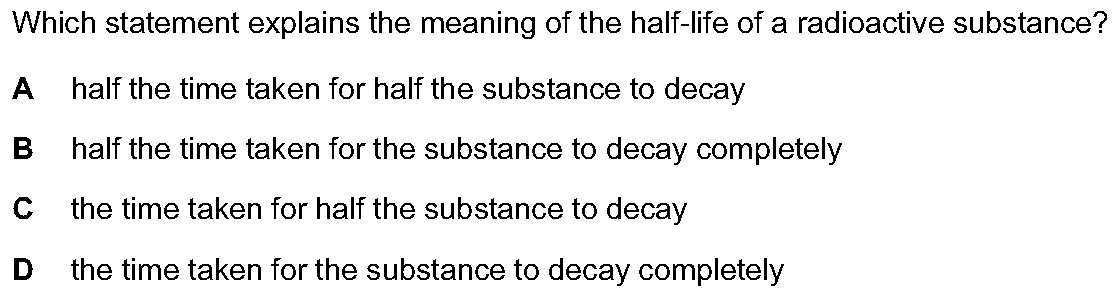 Which statement explains the meaning of the half-life of a radioactive substance?
A half the time taken for half the substance to decay
B half the time taken for the substance to decay completely
C the time taken for half the substance to decay
D the time taken for the substance to decay completely